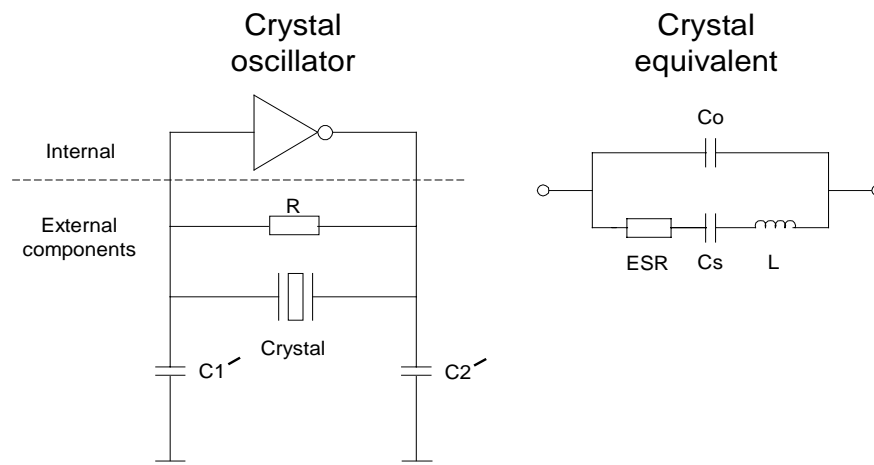 Crystal
oscillator
Internal
External
components
R
Crystal
C1′
C2′
Crystal
equivalent
Co
ESR
Cs
L